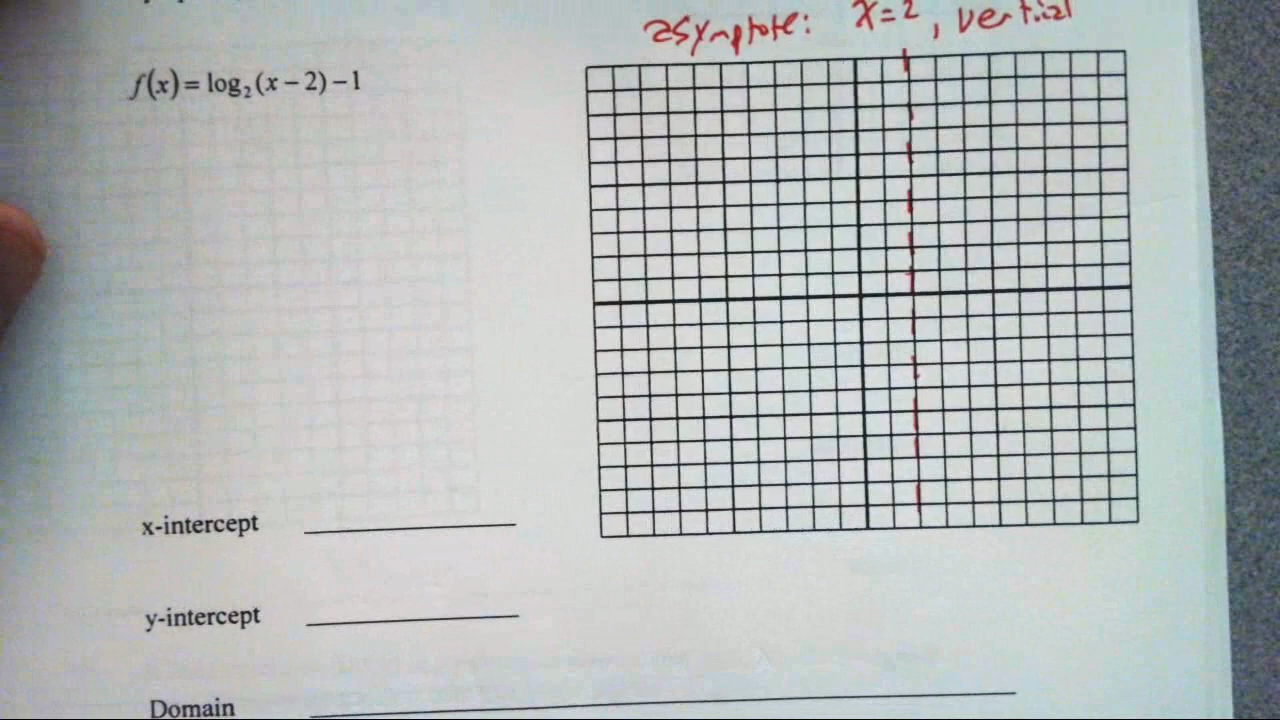 asymptote: x=2, vertical
f(x) = log₂(x − 2) − 1
x-intercept
y-intercept
Domain